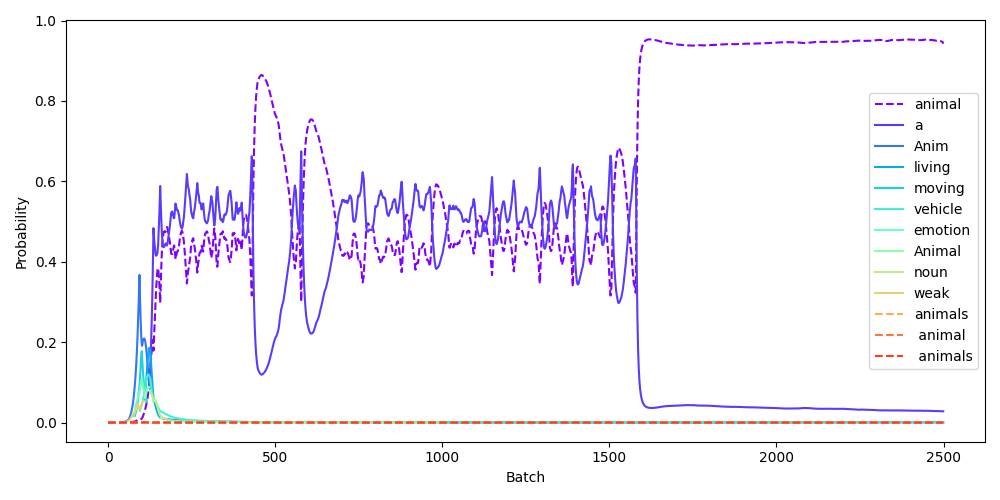 1.0
0.8
0.6
0.4
0.2
0.0
Probability
0
500
1000
1500
2000
2500
Batch
animal
a
Anim
living
moving
vehicle
emotion
Animal
noun
weak
animals
animal
animals